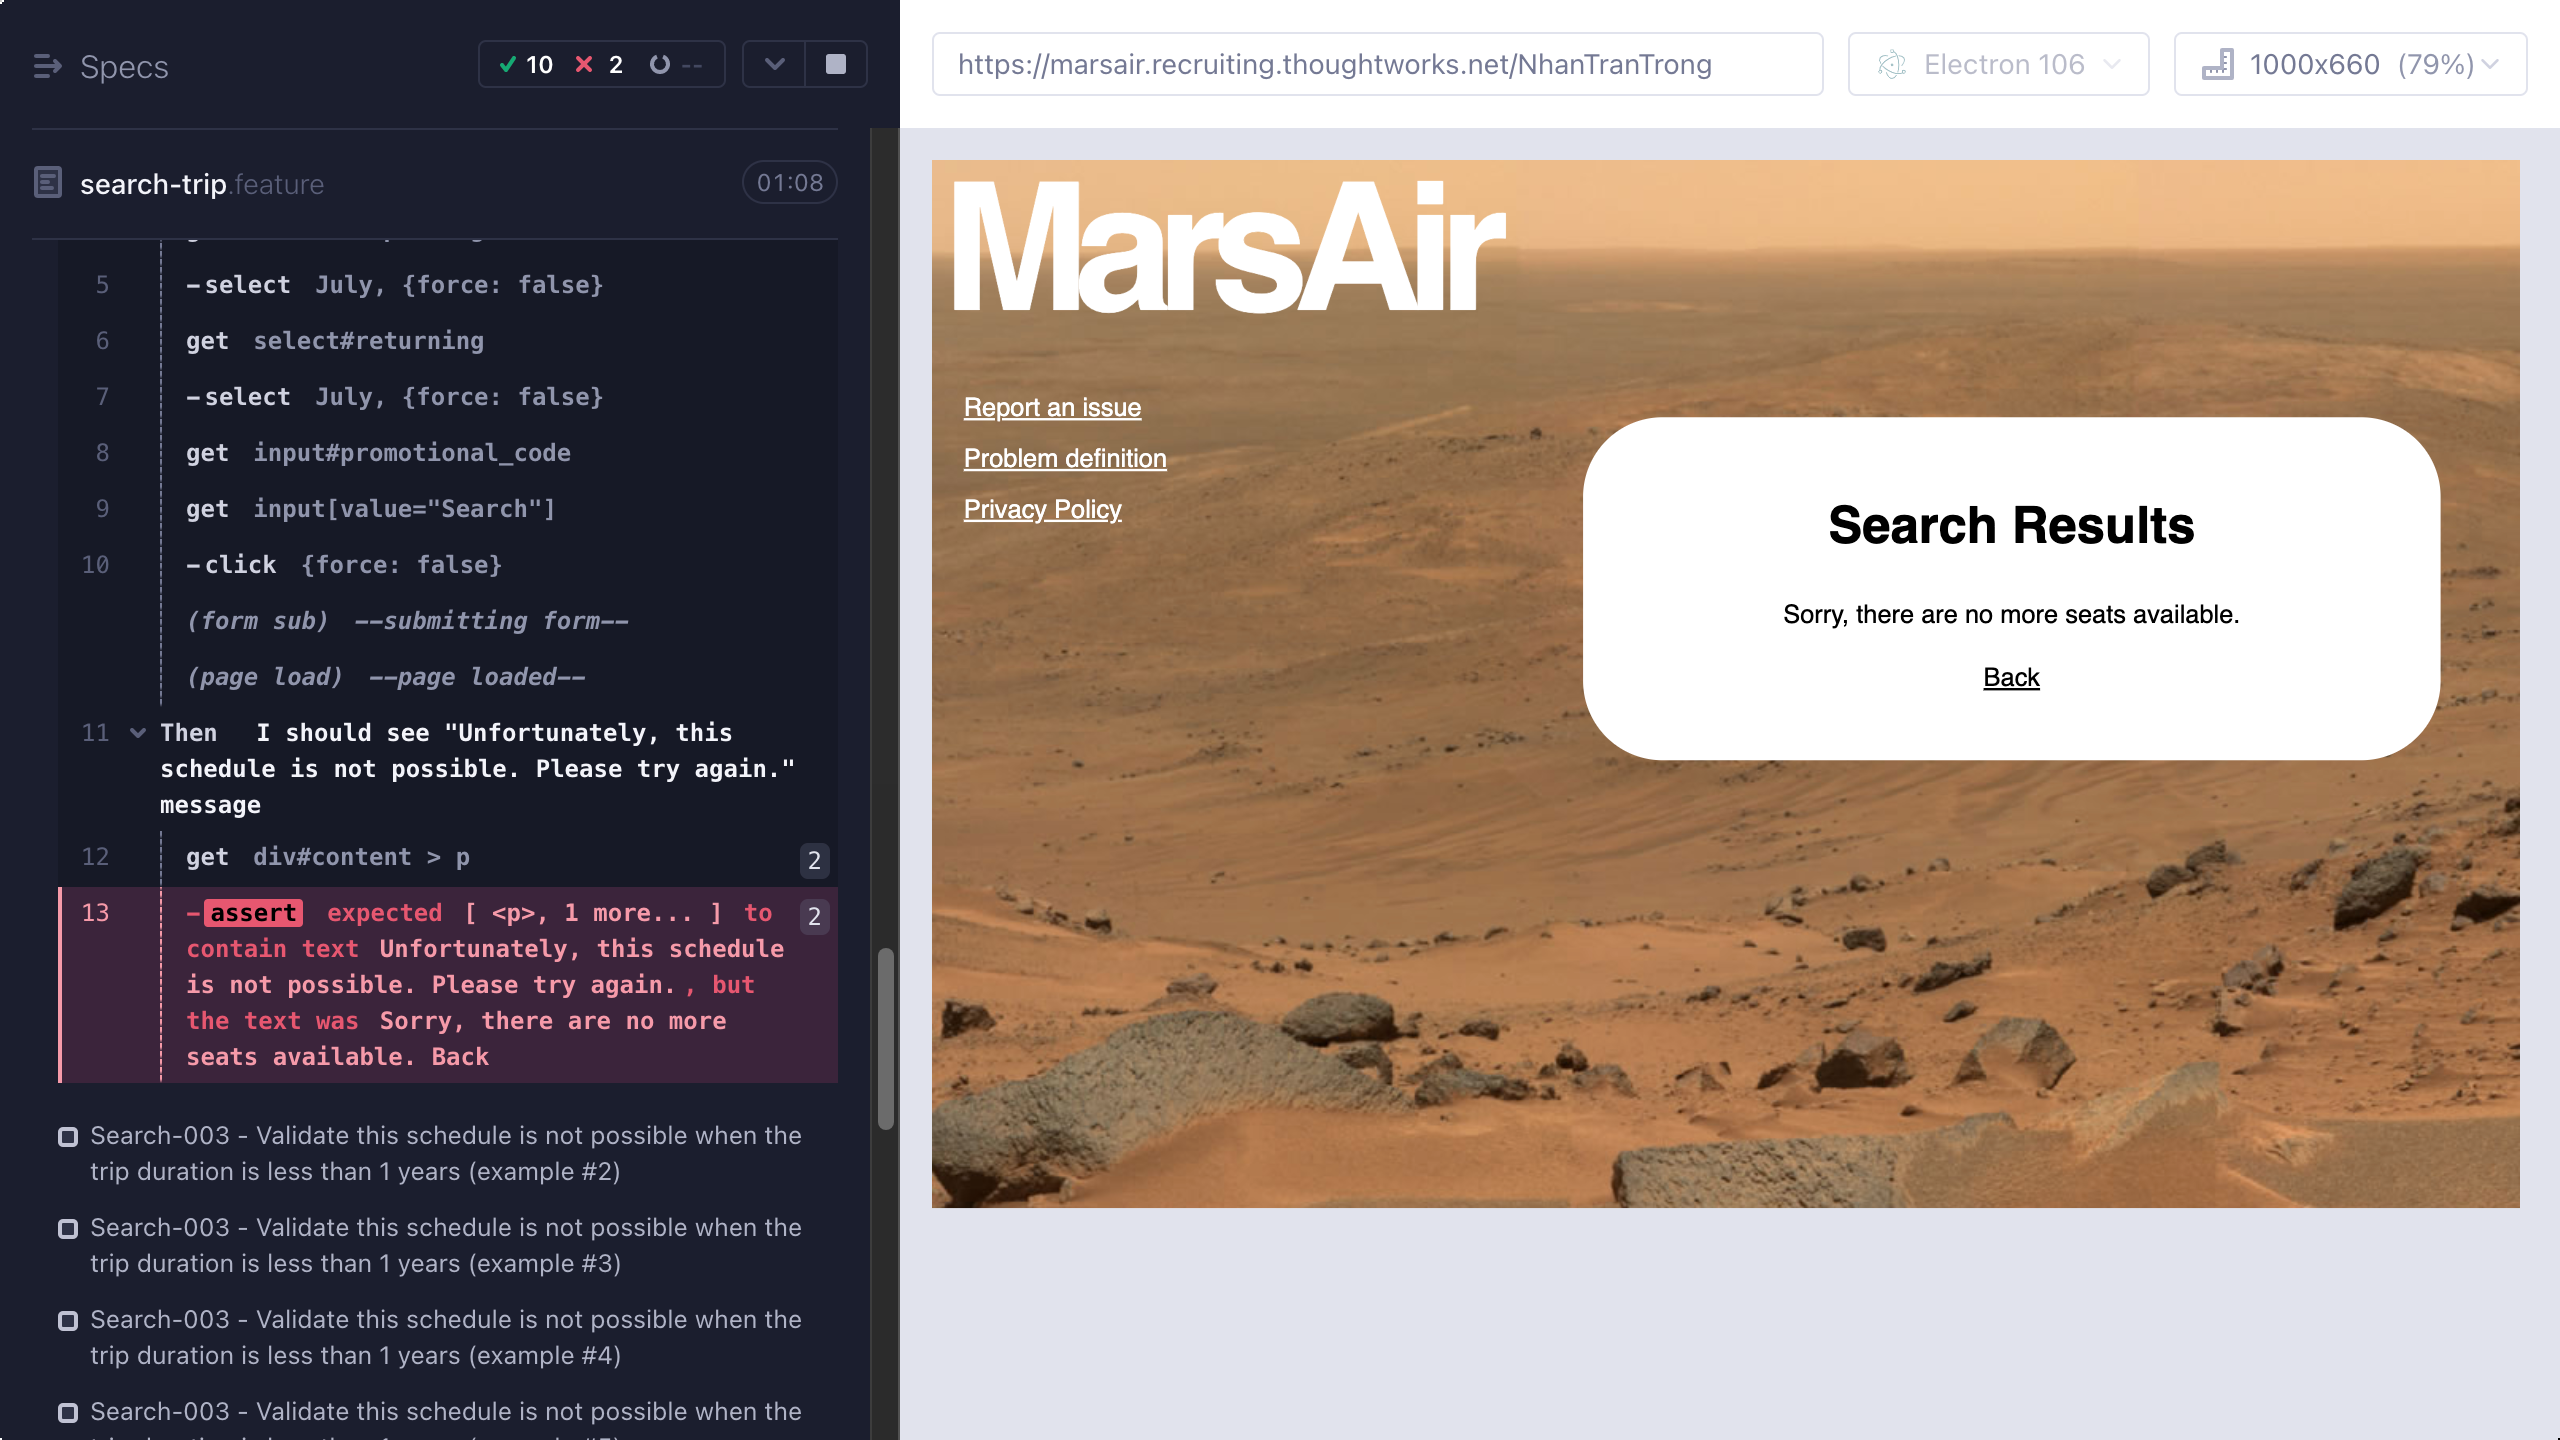 Specs
10 2 --
search-trip.feature
01:08
5 -select July, {force: false}
6 get select#returning
7 -select July, {force: false}
8 get input#promotional_code
9 get input[value="Search"]
10 -click {force: false}
(form sub) --submitting form--
(page load) --page loaded--
11 Then I should see "Unfortunately, this
schedule is not possible. Please try again."
message
12 get div#content > p 2
13 -assert expected [ <p>, 1 more... ] to 2
contain text Unfortunately, this schedule
is not possible. Please try again. , but
the text was Sorry, there are no more
seats available. Back
Search-003 - Validate this schedule is not possible when the
trip duration is less than 1 years (example #2)
Search-003 - Validate this schedule is not possible when the
trip duration is less than 1 years (example #3)
Search-003 - Validate this schedule is not possible when the
trip duration is less than 1 years (example #4)
Search-003 - Validate this schedule is not possible when the
https://marsair.recruiting.thoughtworks.net/NhanTranTrong
Electron 106
1000x660 (79%)
MarsAir
Report an issue
Problem definition
Privacy Policy
Search Results
Sorry, there are no more seats available.
Back